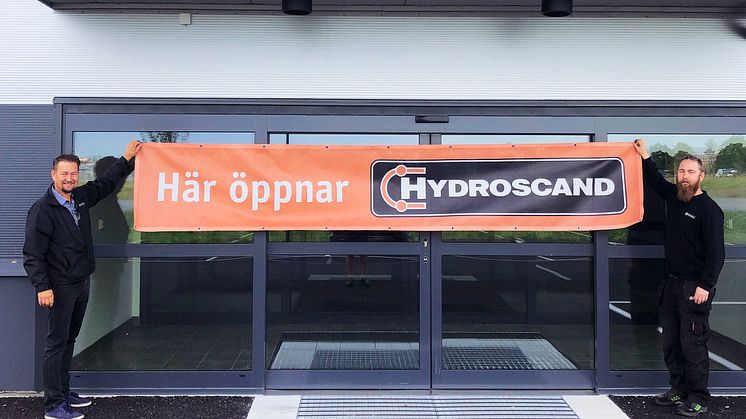 Här öppnar HYDROSCAND